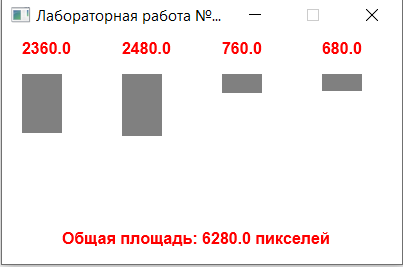 Лабораторная работа №...
2360.0 2480.0 760.0 680.0
Общая площадь: 6280.0 пикселей